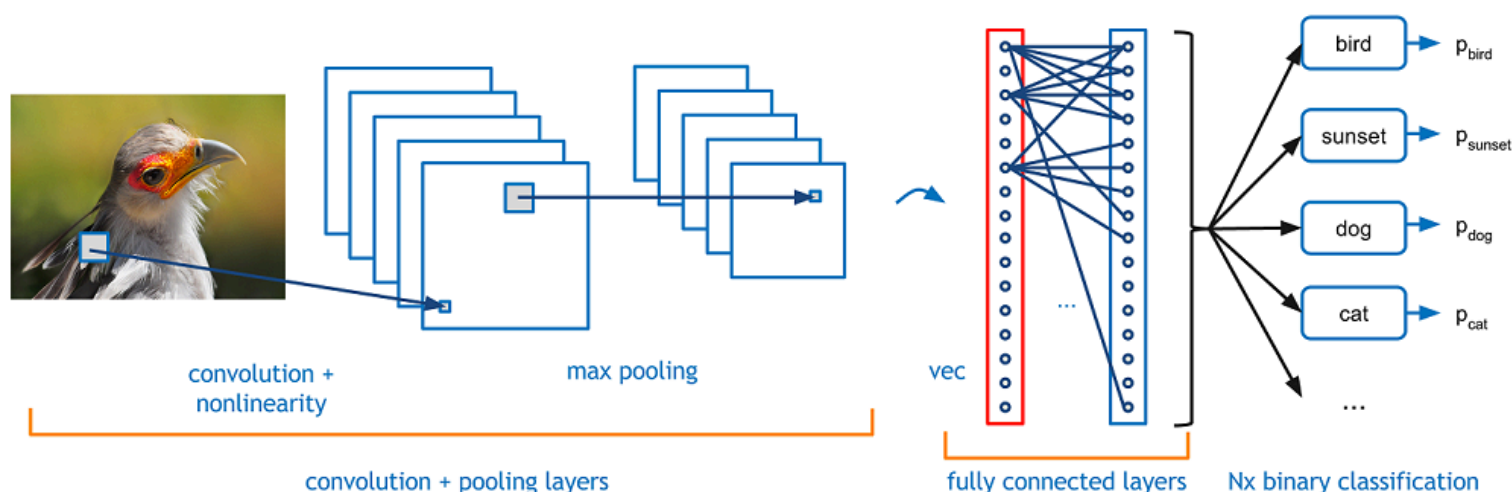 bird
p_bird
sunset
p_sunset
dog
p_dog
cat
p_cat
...
...
convolution +
nonlinearity
max pooling
vec
convolution + pooling layers
fully connected layers
Nx binary classification